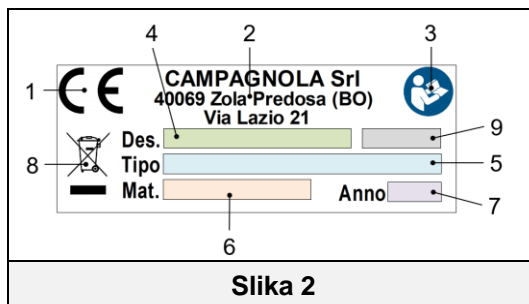 4 2 3
1 CE CAMPAGNOLA Srl
40069 Zola Predosa (BO)
Via Lazio 21
Des. 9
8 Tipo 5
Mat. Anno 7
6
Slika 2